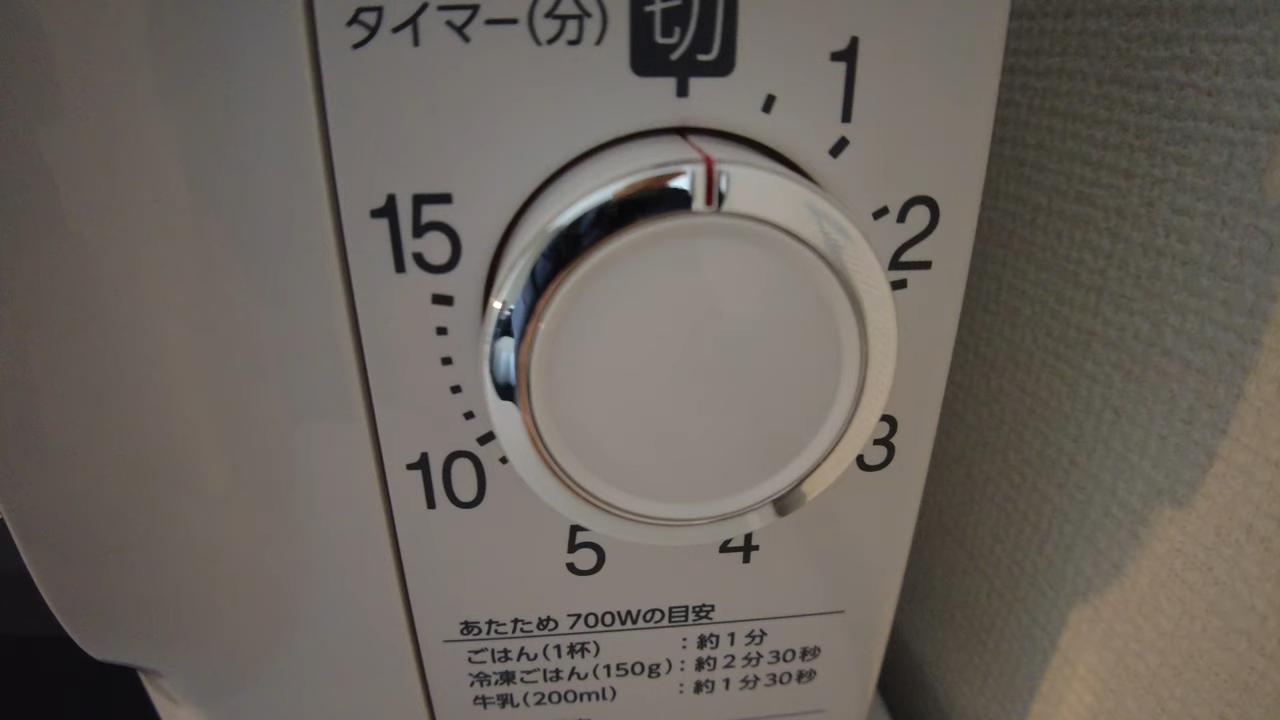 タイマー(分)
切
1
2
3
4
5
10
15
あたため 700Wの目安
ごはん(1杯) : 約1分
冷凍ごはん(150g) : 約2分30秒
牛乳(200ml) : 約1分30秒